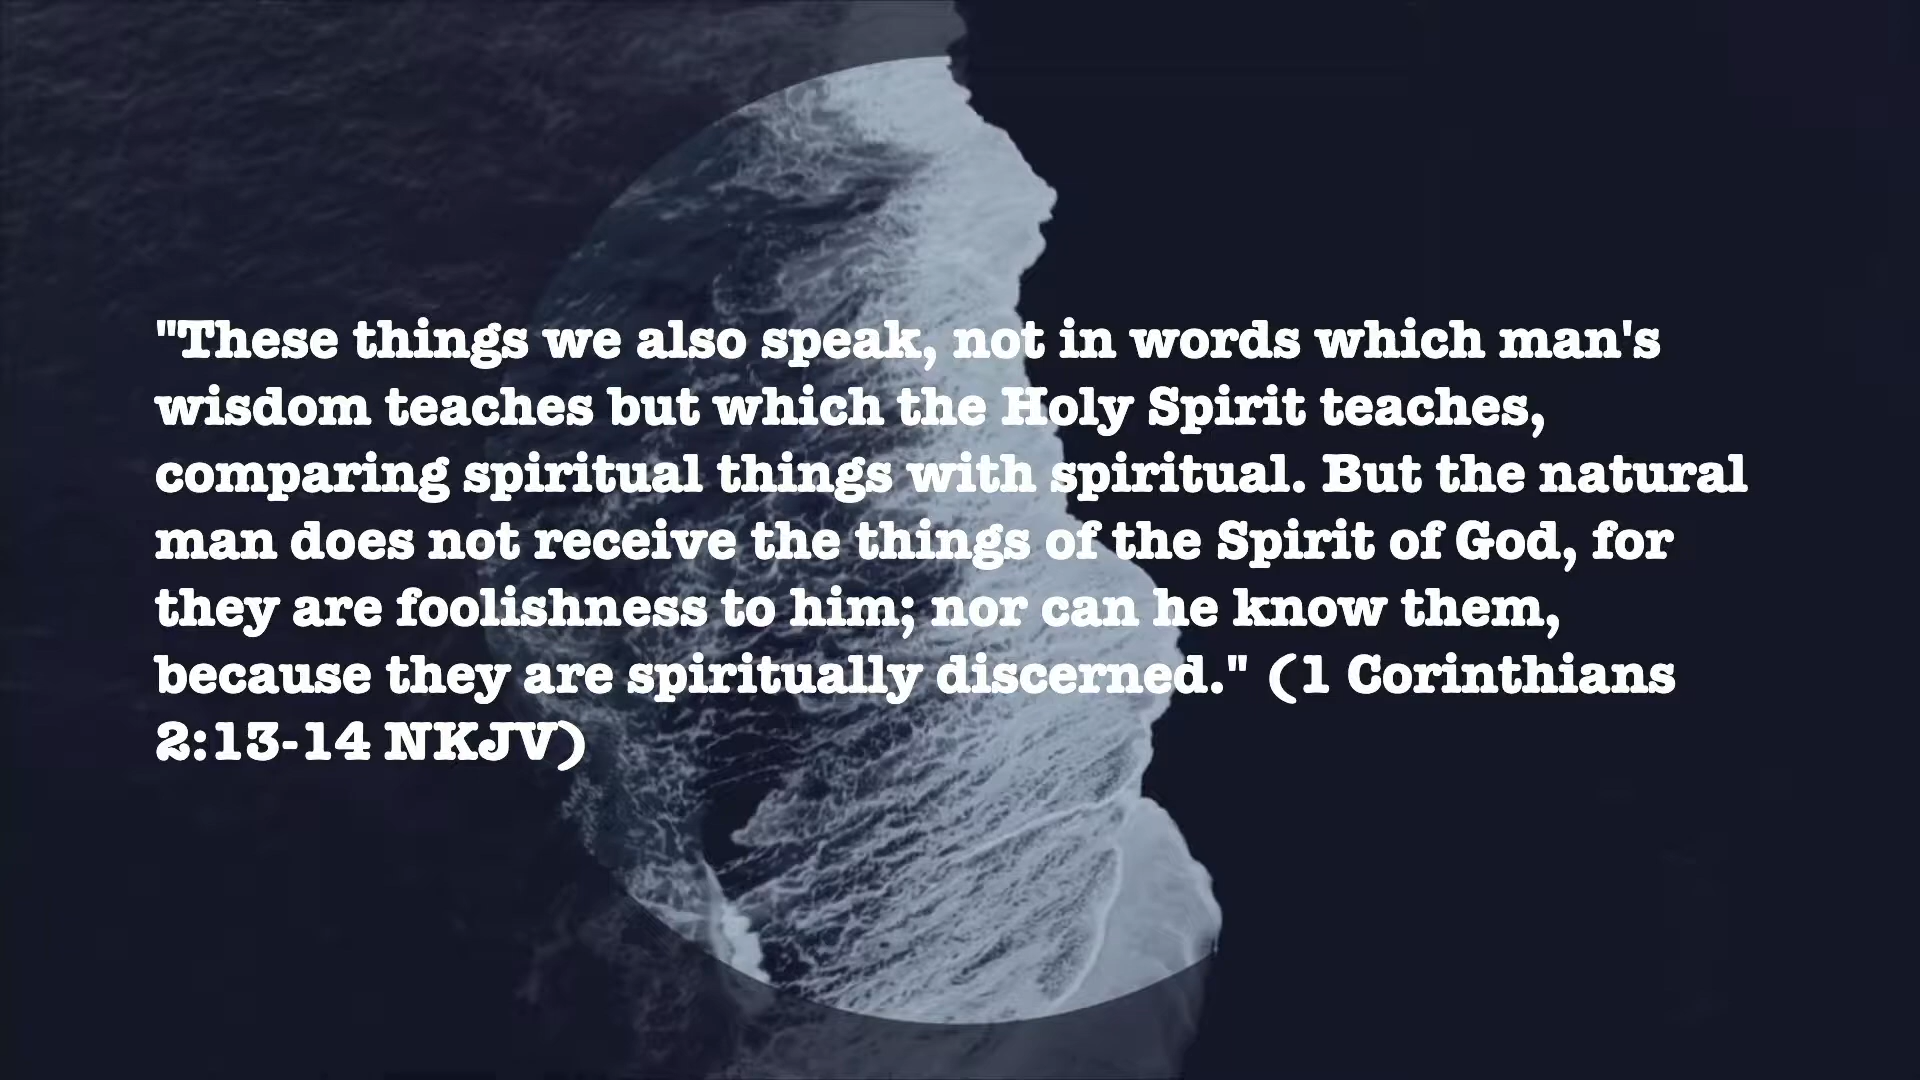 "These things we also speak, not in words which man's
wisdom teaches but which the Holy Spirit teaches,
comparing spiritual things with spiritual. But the natural
man does not receive the things of the Spirit of God, for
they are foolishness to him; nor can he know them,
because they are spiritually discerned." (1 Corinthians
2:13-14 NKJV)